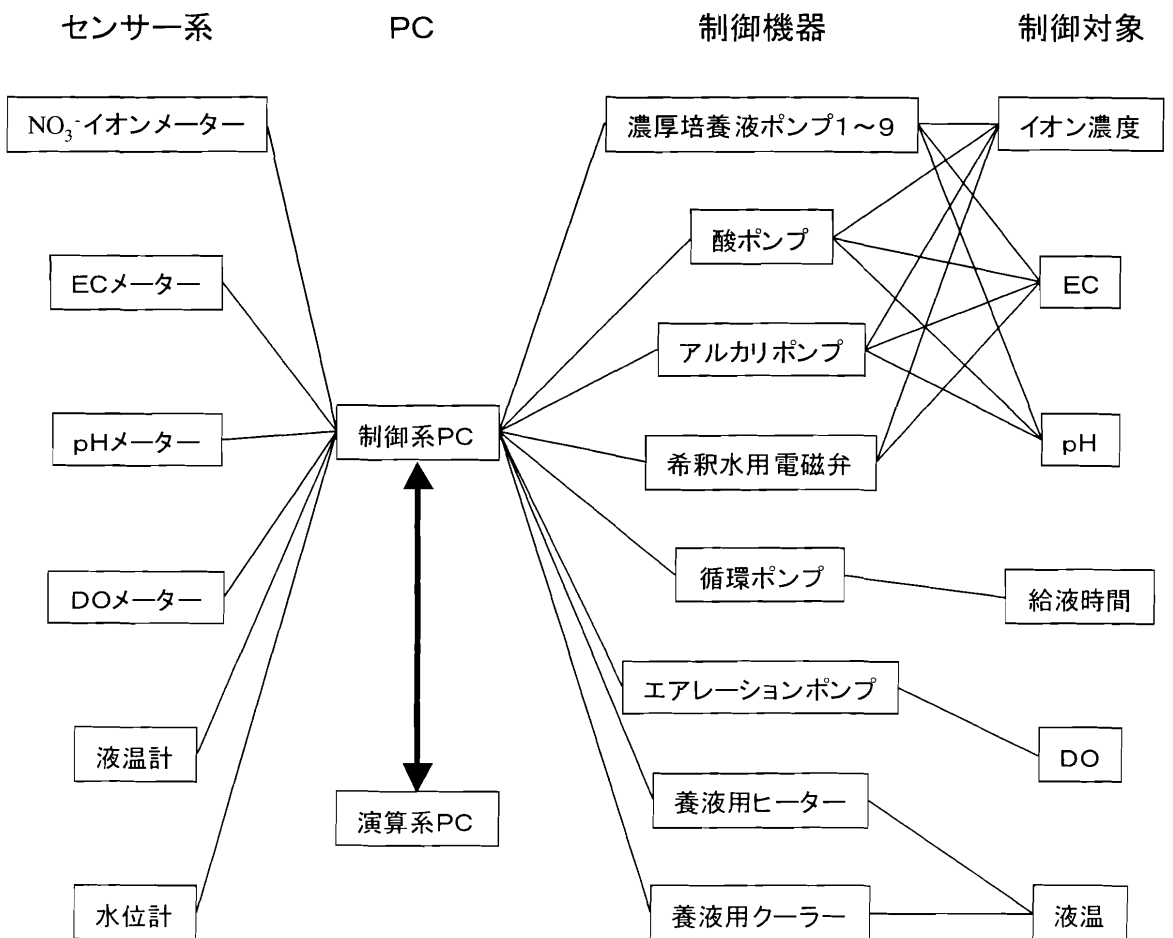 センサー系 PC 制御機器 制御対象
NO₃⁻イオンメーター 濃厚培養液ポンプ1～9 イオン濃度
酸ポンプ
ECメーター EC
アルカリポンプ
制御系PC
pHメーター pH
希釈水用電磁弁
循環ポンプ
DOメーター 給液時間
エアレーションポンプ
液温計 DO
養液用ヒーター
演算系PC
水位計 養液用クーラー 液温